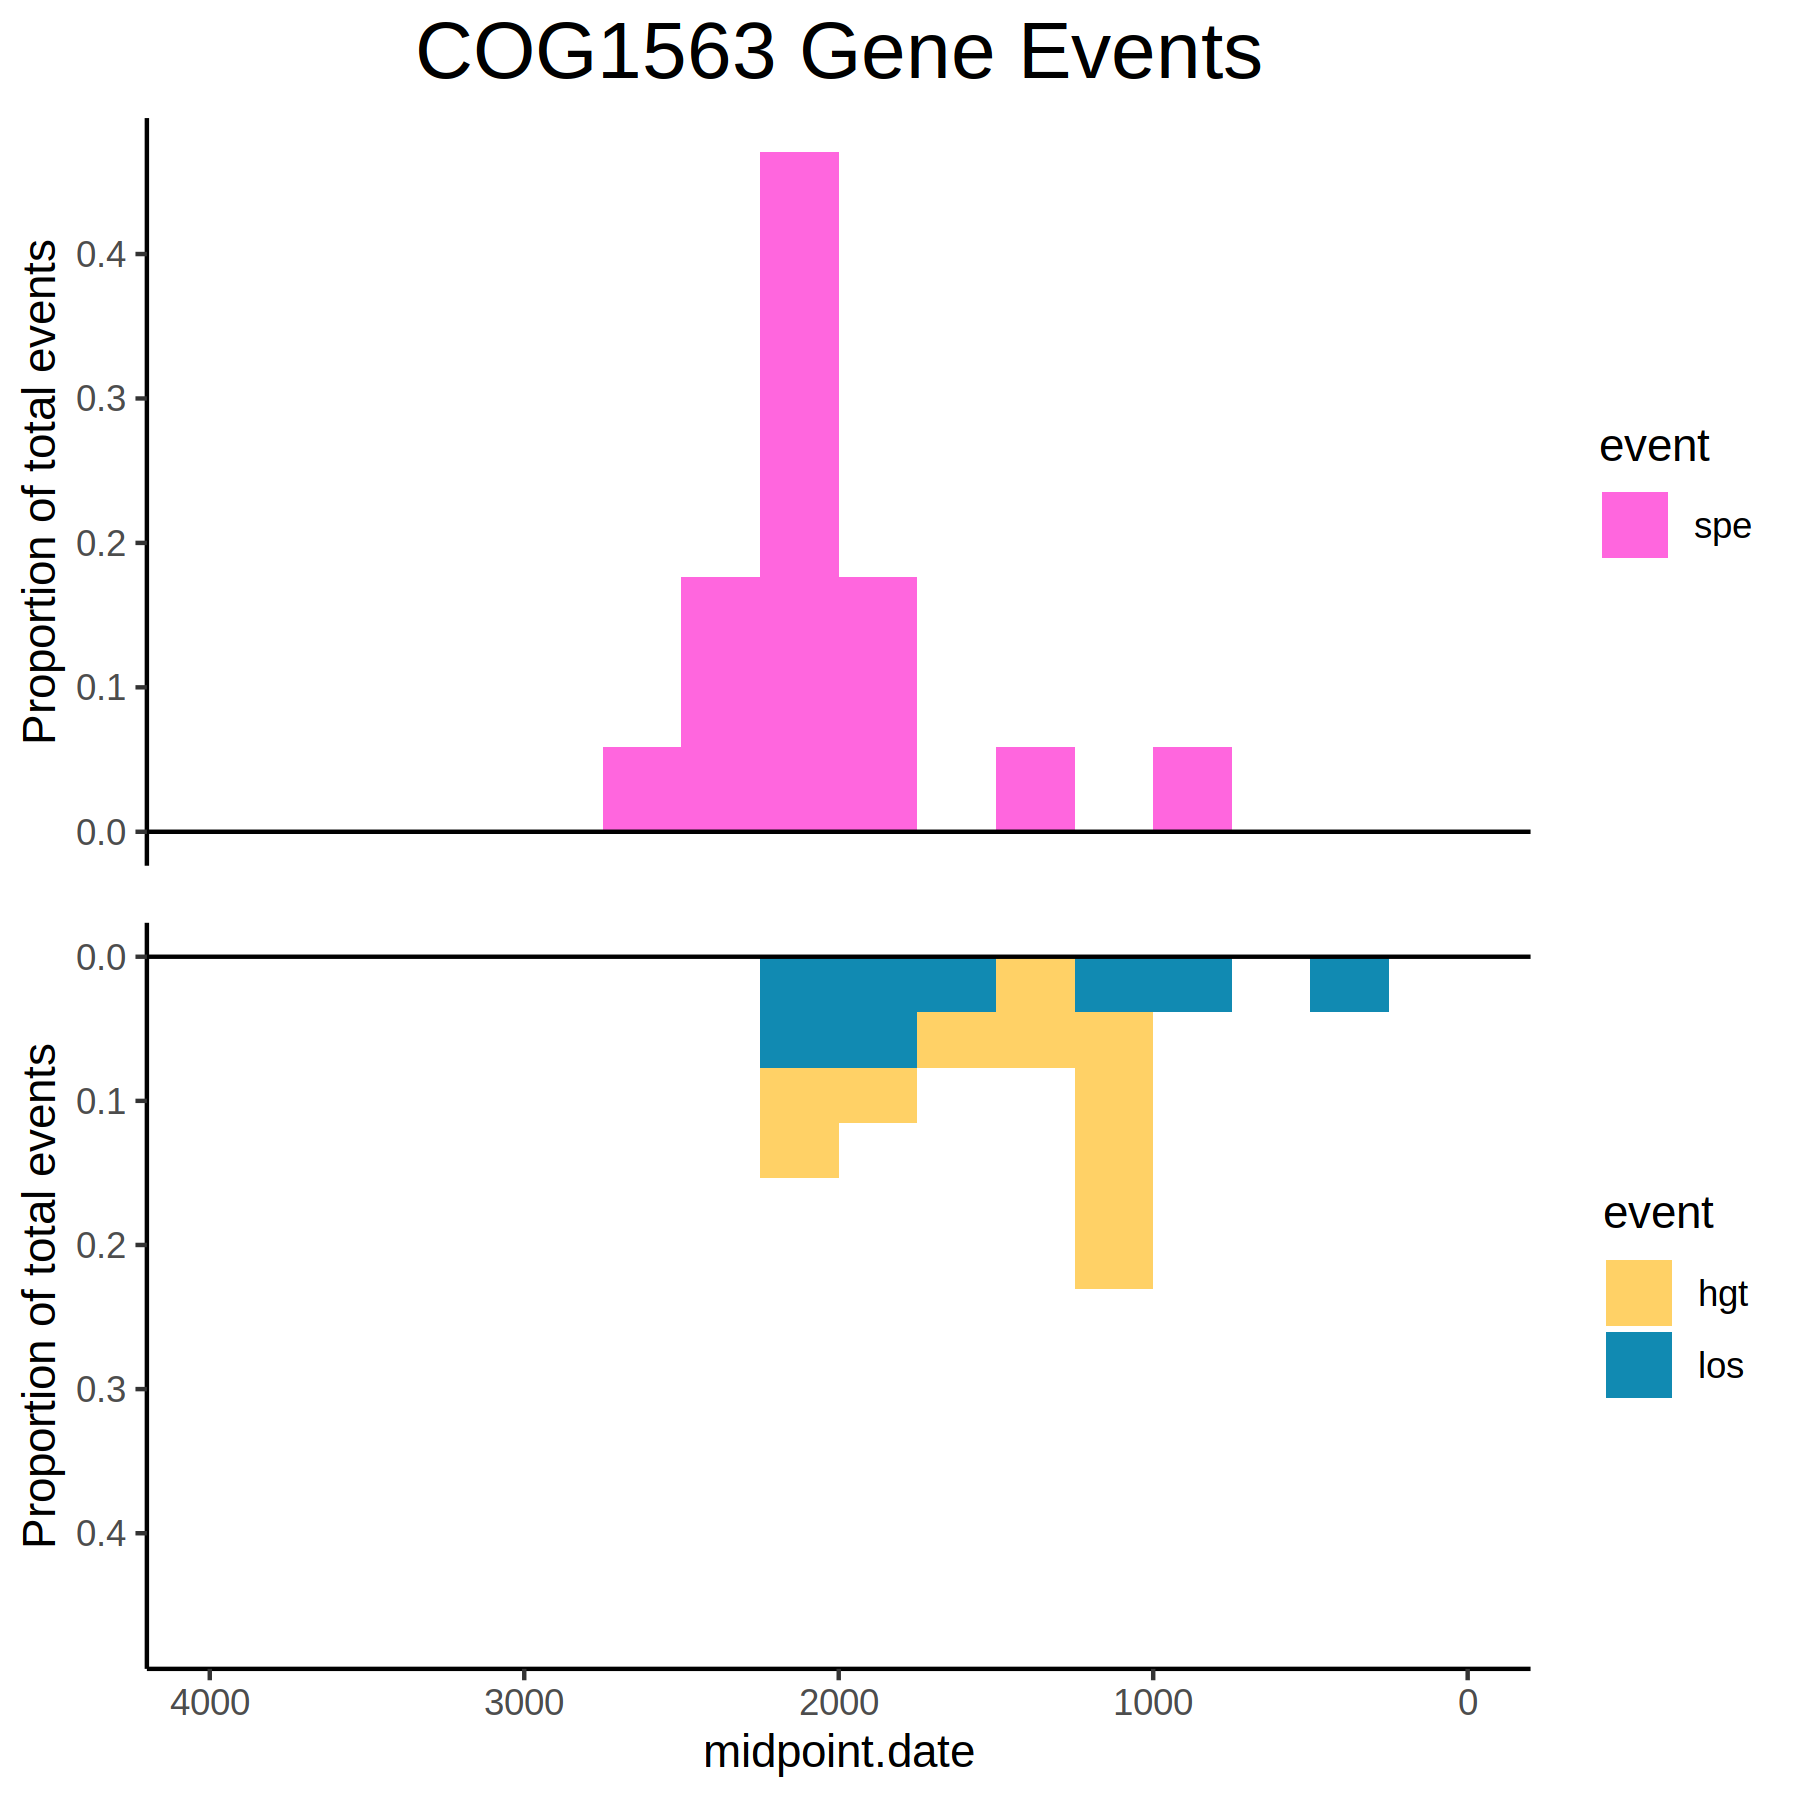 COG1563 Gene Events
Proportion of total events
0.4
0.3
0.2
0.1
0.0
event
spe
Proportion of total events
0.0
0.1
0.2
0.3
0.4
event
hgt
los
4000 3000 2000 1000 0
midpoint.date